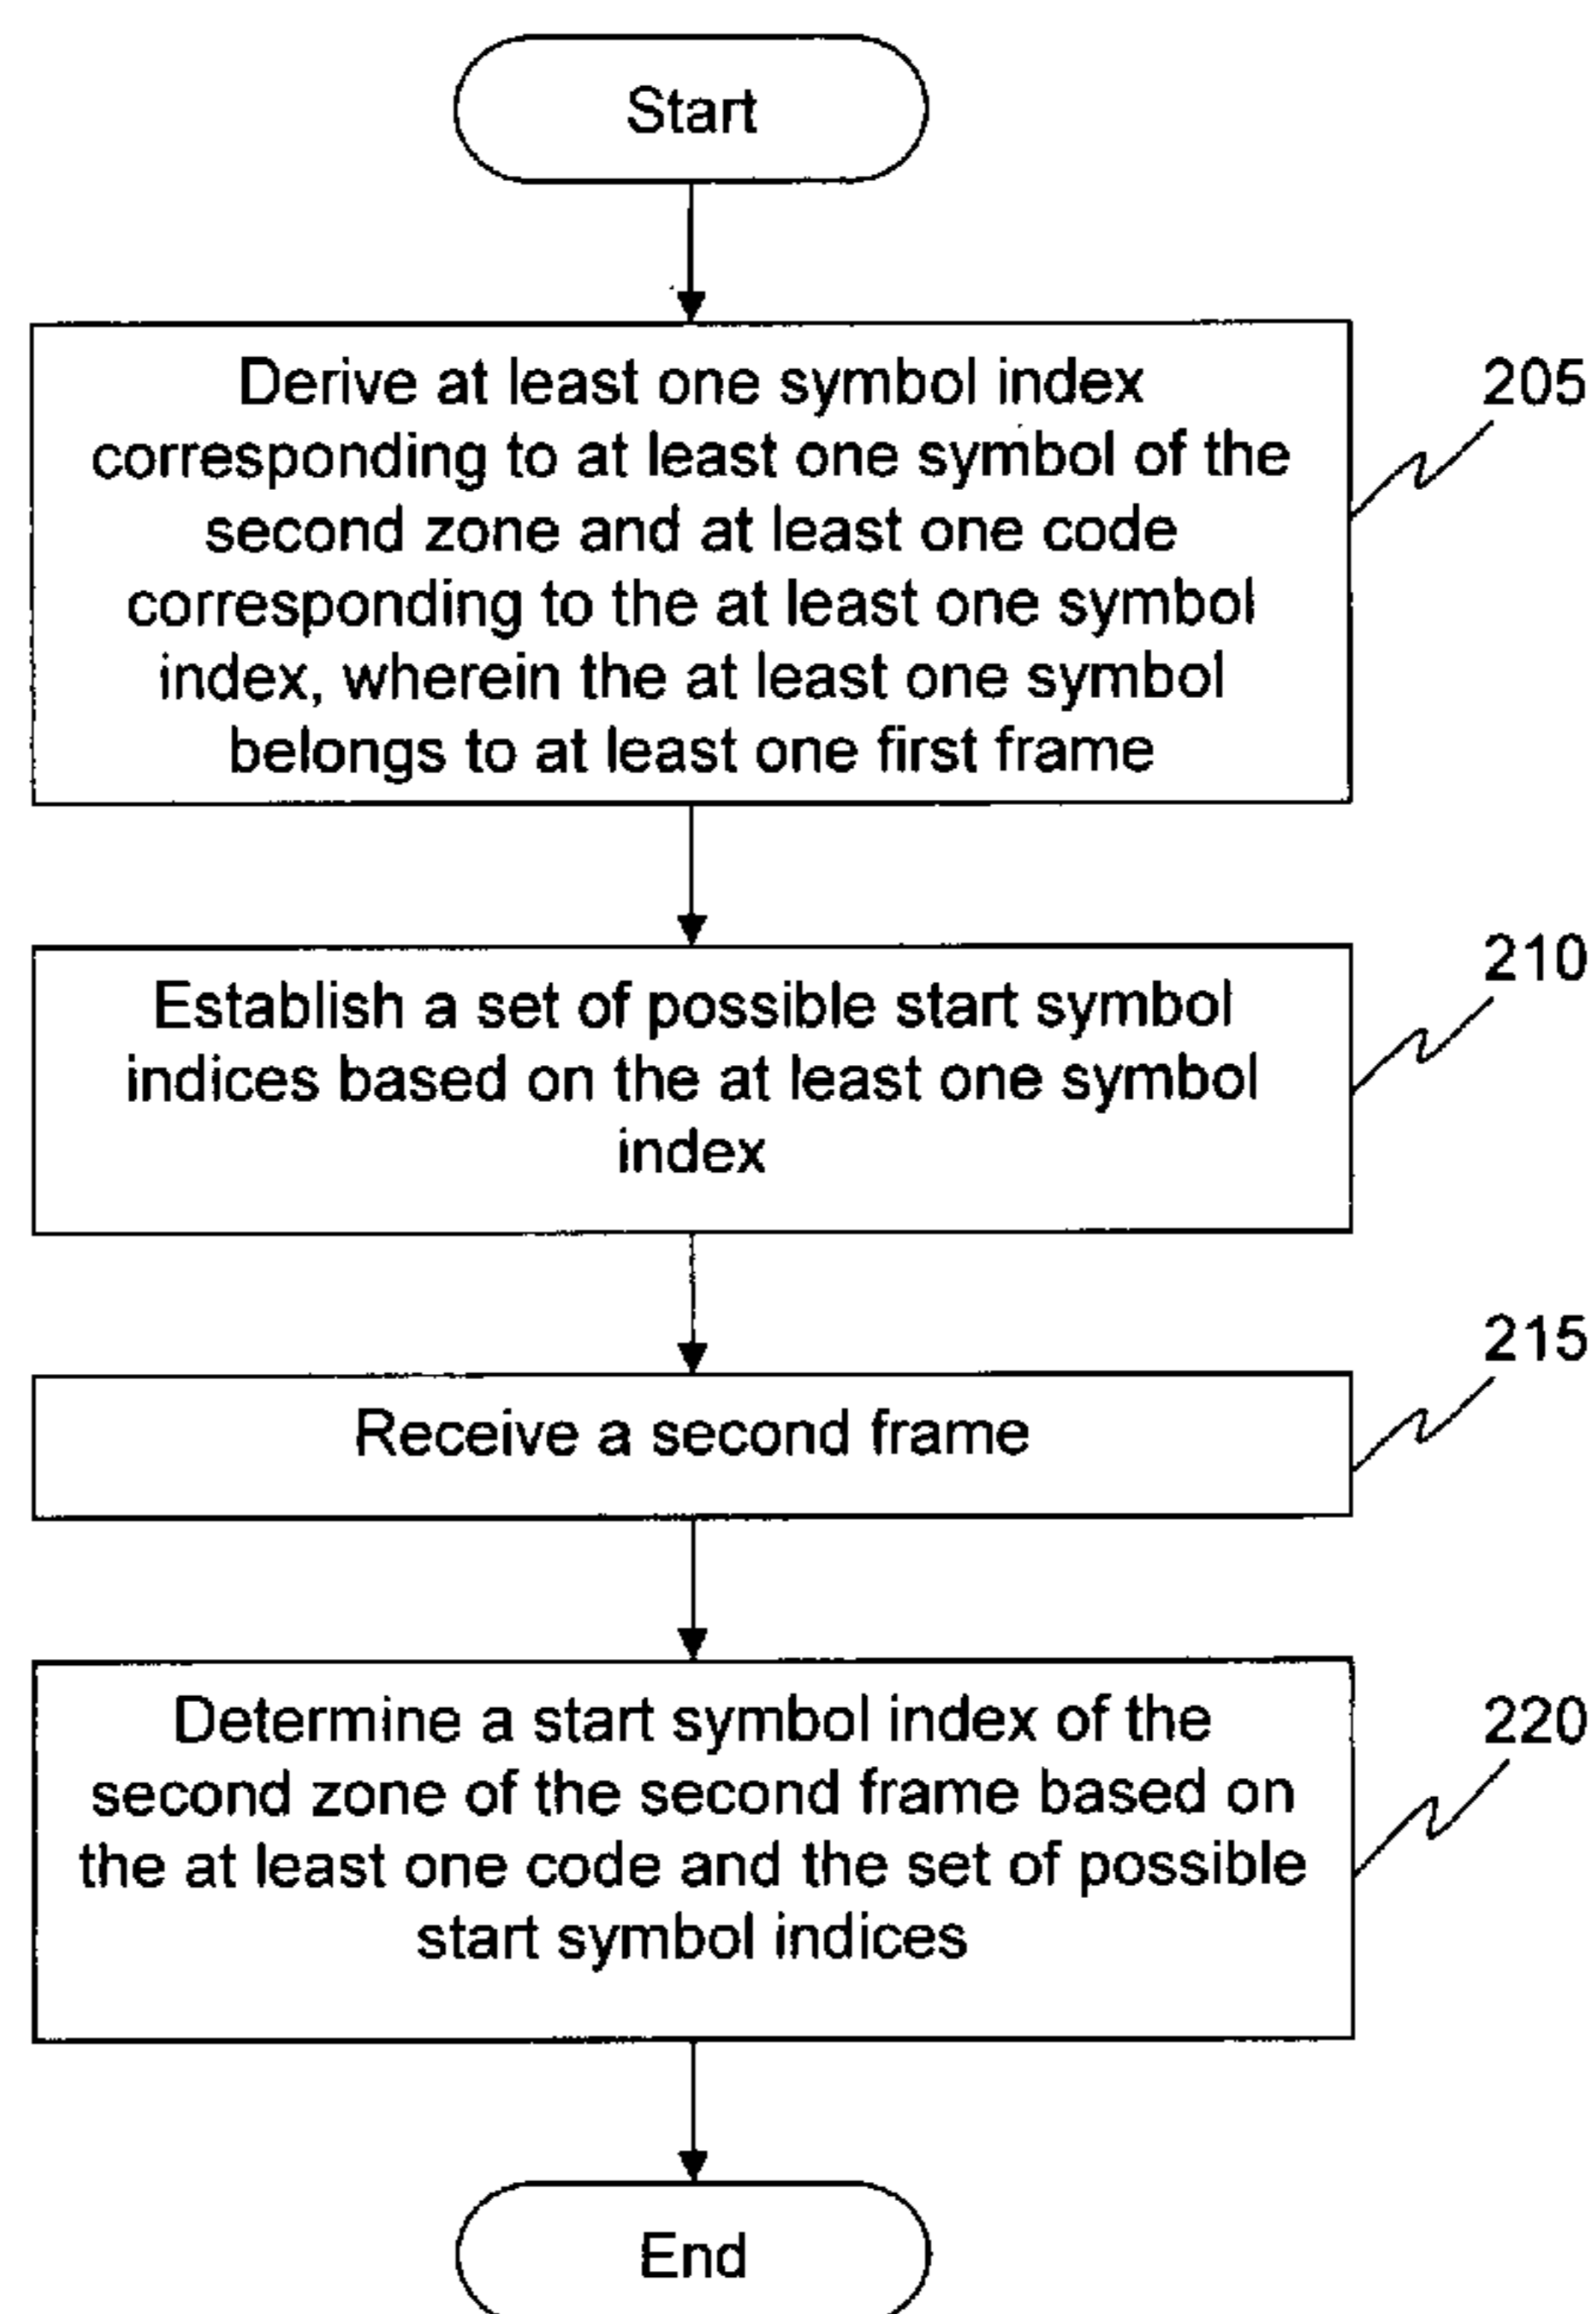 Start
Derive at least one symbol index
corresponding to at least one symbol of the
second zone and at least one code
corresponding to the at least one symbol
index, wherein the at least one symbol
belongs to at least one first frame
205
Establish a set of possible start symbol
indices based on the at least one symbol
index
210
Receive a second frame
215
Determine a start symbol index of the
second zone of the second frame based on
the at least one code and the set of possible
start symbol indices
220
End